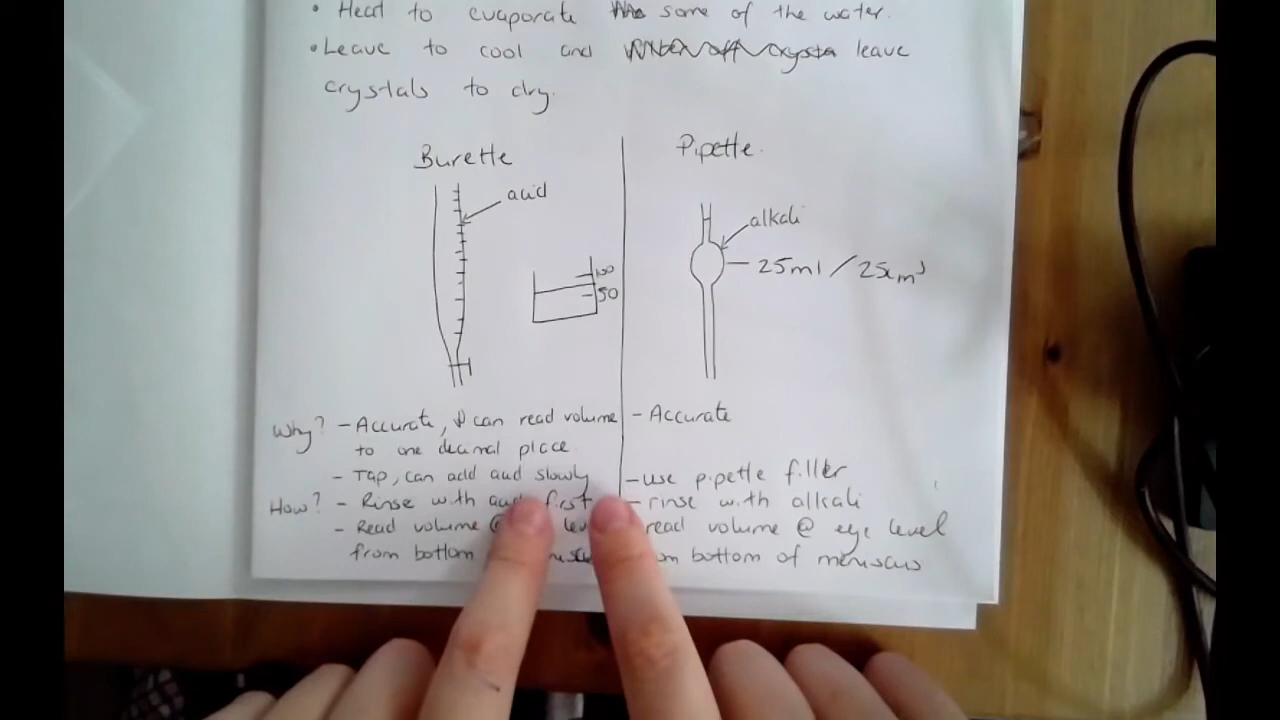 • Heat to evaporate some of the water.
• Leave to cool and leave
crystals to dry.
Burette
acid
100
50
Why? - Accurate, can read volume
to one decimal place
- Tap, can add acid slowly
How? - Rinse with acid first
- Read volume @
from bottom
Pipette.
alkali
25ml / 25cm³
- Accurate
- use pipette filler
- rinse with alkali
read volume @ eye level
bottom of meniscus